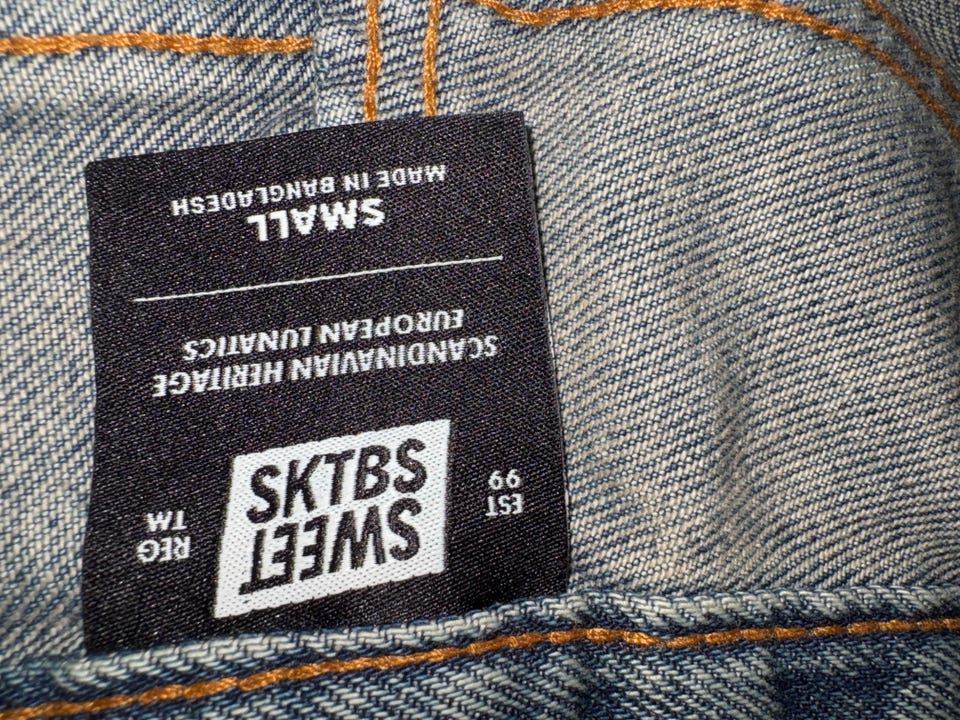 EST
99
SWEET
SKTBS
REG
TM
SCANDINAVIAN HERITAGE
EUROPEAN LUNATICS
SMALL
MADE IN BANGLADESH